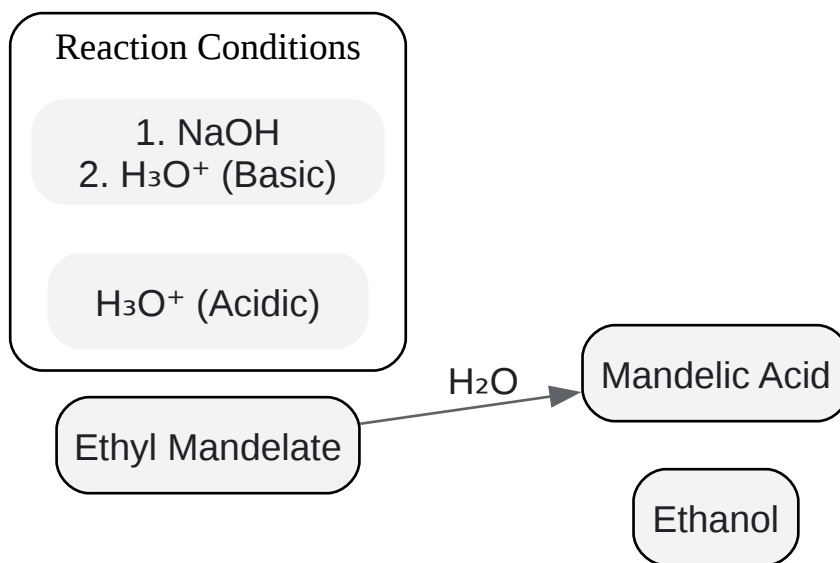 Reaction Conditions
1. NaOH
2. H₃O⁺ (Basic)
H₃O⁺ (Acidic)
H₂O
Mandelic Acid
Ethyl Mandelate
Ethanol